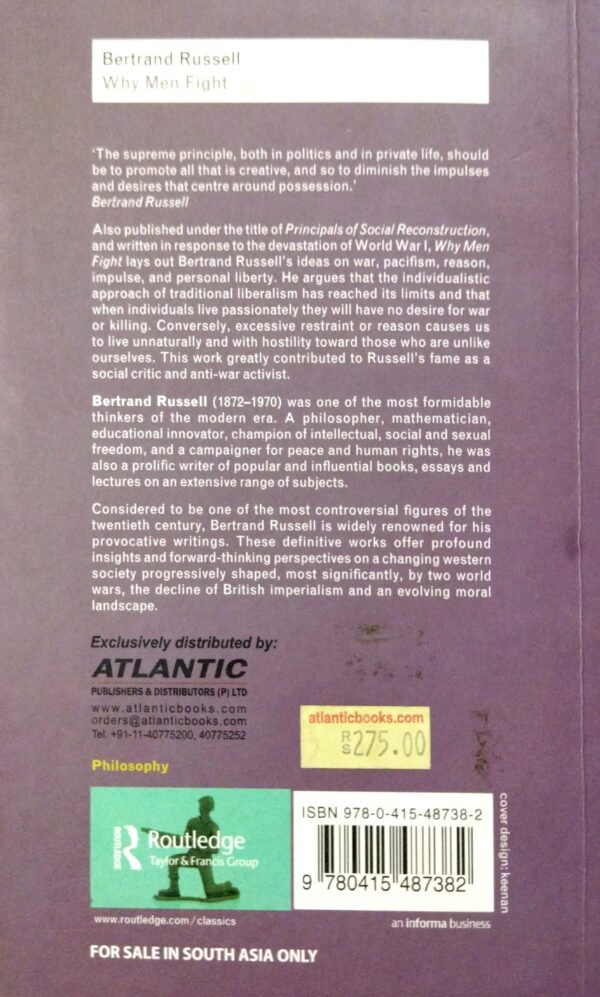 Bertrand Russell
Why Men Fight
'The supreme principle, both in politics and in private life, should
be to promote all that is creative, and so to diminish the impulses
and desires that centre around possession.'
Bertrand Russell
Also published under the title of Principals of Social Reconstruction,
and written in response to the devastation of World War I, Why Men
Fight lays out Bertrand Russell's ideas on war, pacifism, reason,
impulse, and personal liberty. He argues that the individualistic
approach of traditional liberalism has reached its limits and that
when individuals live passionately they will have no desire for war
or killing. Conversely, excessive restraint or reason causes us
to live unnaturally and with hostility toward those who are unlike
ourselves. This work greatly contributed to Russell's fame as a
social critic and anti-war activist.
Bertrand Russell (1872–1970) was one of the most formidable
thinkers of the modern era. A philosopher, mathematician,
educational innovator, champion of intellectual, social and sexual
freedom, and a campaigner for peace and human rights, he was
also a prolific writer of popular and influential books, essays and
lectures on an extensive range of subjects.
Considered to be one of the most controversial figures of the
twentieth century, Bertrand Russell is widely renowned for his
provocative writings. These definitive works offer profound
insights and forward-thinking perspectives on a changing western
society progressively shaped, most significantly, by two world
wars, the decline of British imperialism and an evolving moral
landscape.
Exclusively distributed by:
ATLANTIC
PUBLISHERS & DISTRIBUTORS (P) LTD
www.atlanticbooks.com
orders@atlanticbooks.com
Tel. +91-11-40775200, 40775252
atlanticbooks.com
RS275.00
Philosophy
ROUTLEDGE
Routledge
Taylor & Francis Group
ISBN 978-0-415-48738-2
9 780415 487382
cover design: keenan
www.routledge.com/classics
an informa business
FOR SALE IN SOUTH ASIA ONLY